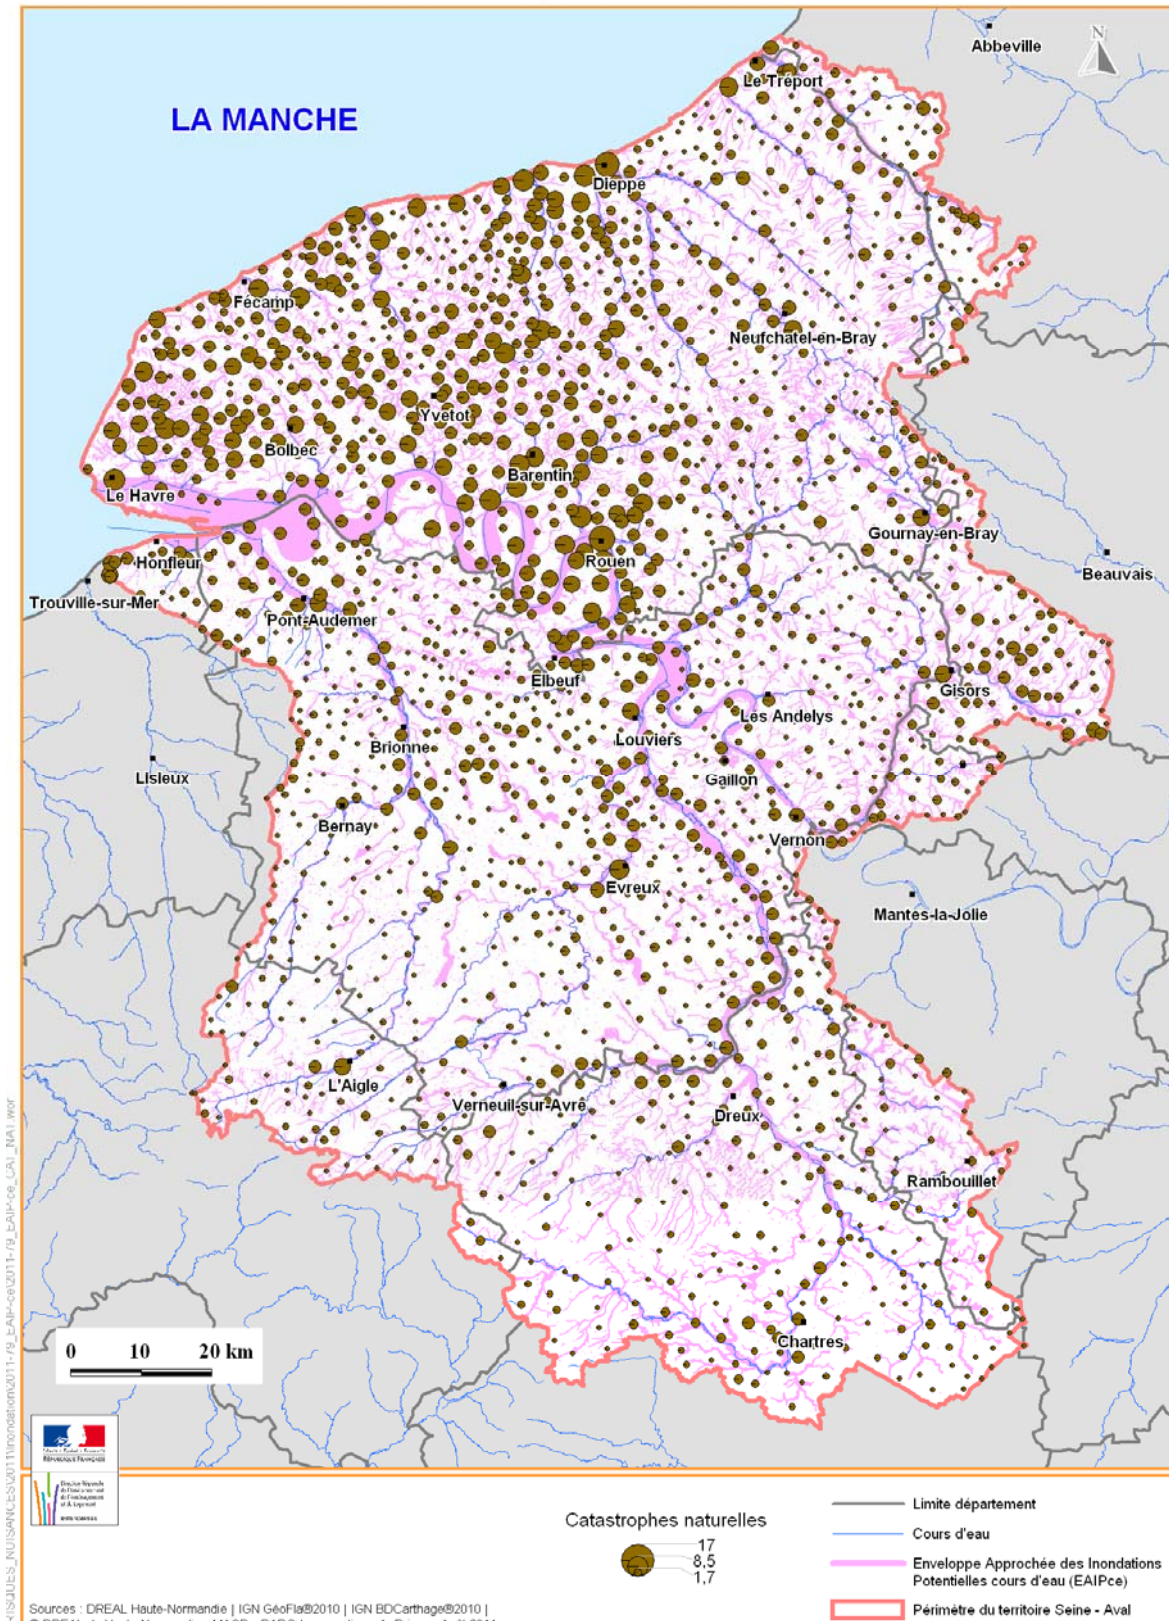 Abbeville
N
Le Tréport
LA MANCHE
Dieppe
Fécamp
Neufchatel-en-Bray
Yvetot
Bolbec
Barentin
Le Havre
Gournay-en-Bray
Honfleur
Rouen
Beauvais
Trouville-sur-Mer
Pont-Audemer
Elbeuf
Gisors
Les Andelys
Brionne
Louviers
Lisieux
Gaillon
Bernay
Vernon
Evreux
Mantes-la-Jolie
L'Aigle
Verneuil-sur-Avre
Dreux
Rambouillet
Chartres
0 10 20 km
RÉPUBLIQUE FRANÇAISE
Catastrophes naturelles
17
8,5
1,7
Limite département
Cours d'eau
Enveloppe Approchée des Inondations
Potentielles cours d'eau (EAIPce)
Périmètre du territoire Seine - Aval
Sources : DREAL Haute-Normandie | IGN GéoFla®2010 | IGN BDCarthage®2010 |